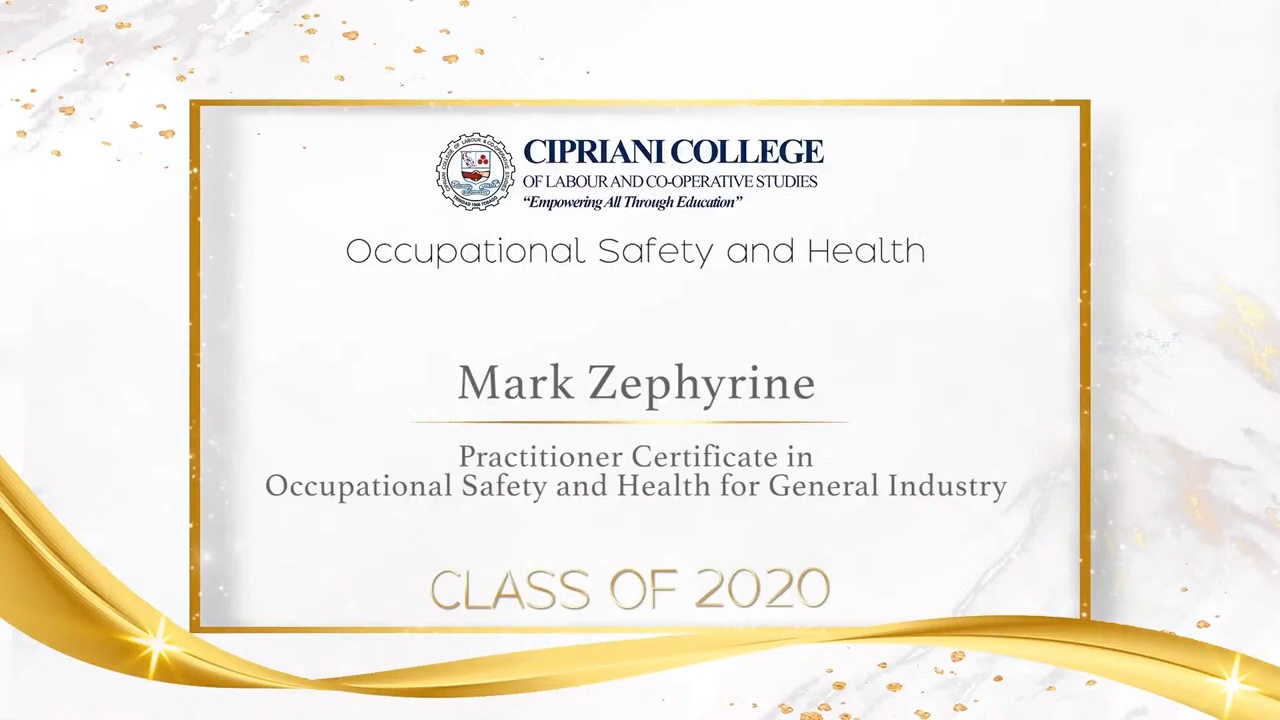 CIPRIANI COLLEGE
OF LABOUR AND CO-OPERATIVE STUDIES
“Empowering All Through Education”
Occupational Safety and Health
Mark Zephyrine
Practitioner Certificate in
Occupational Safety and Health for General Industry
CLASS OF 2020